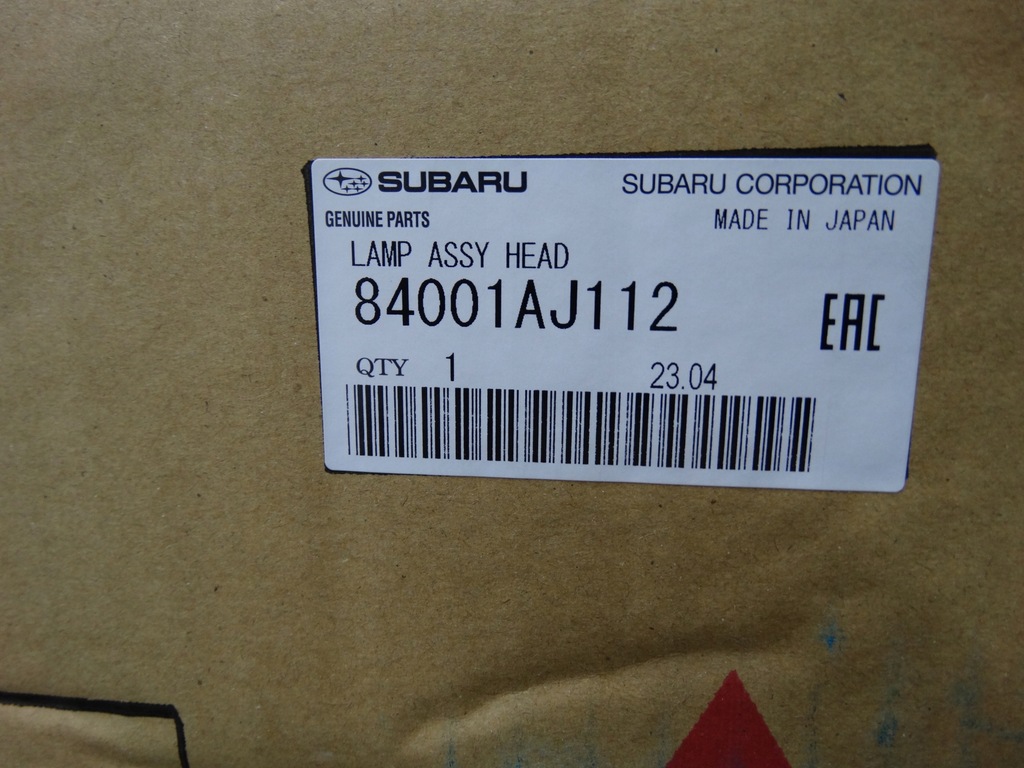 SUBARU SUBARU CORPORATION
GENUINE PARTS MADE IN JAPAN
LAMP ASSY HEAD
84001AJ112
EAC
QTY 1 23.04